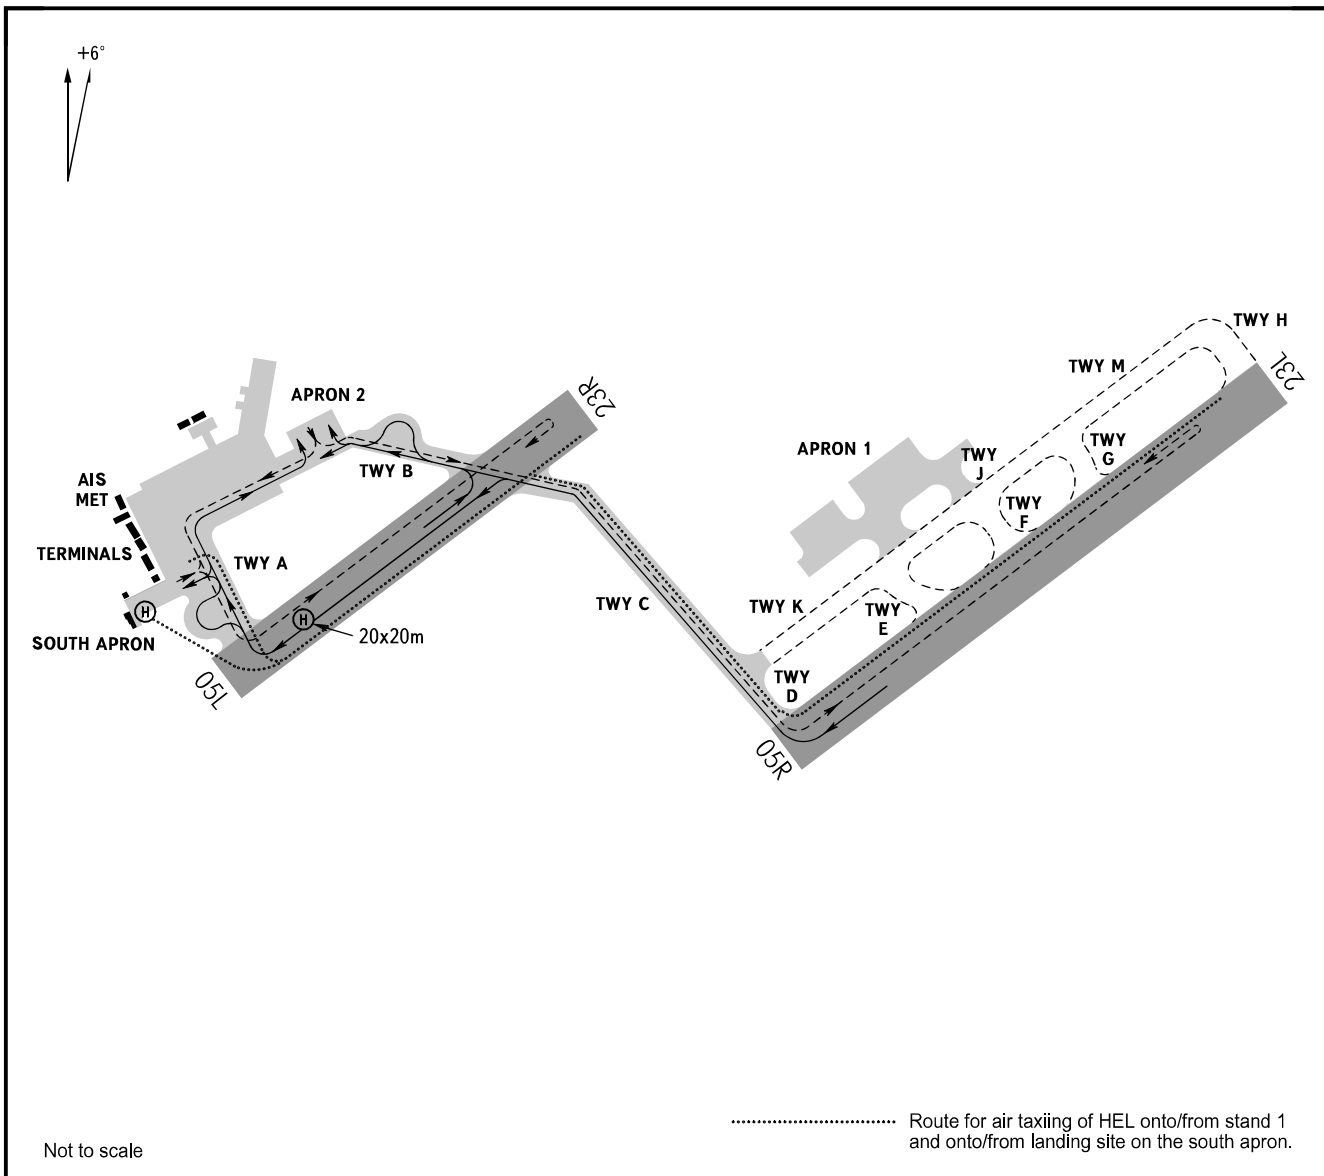 +6°
TWY H
23L
TWY M
APRON 2
23R
TWY
G
APRON 1
TWY
J
TWY B
AIS
MET
TWY
F
TERMINALS
TWY A
TWY C
TWY K
TWY
E
H
H
20x20m
SOUTH APRON
05L
TWY
D
05R
Route for air taxiing of HEL onto/from stand 1
and onto/from landing site on the south apron.
Not to scale